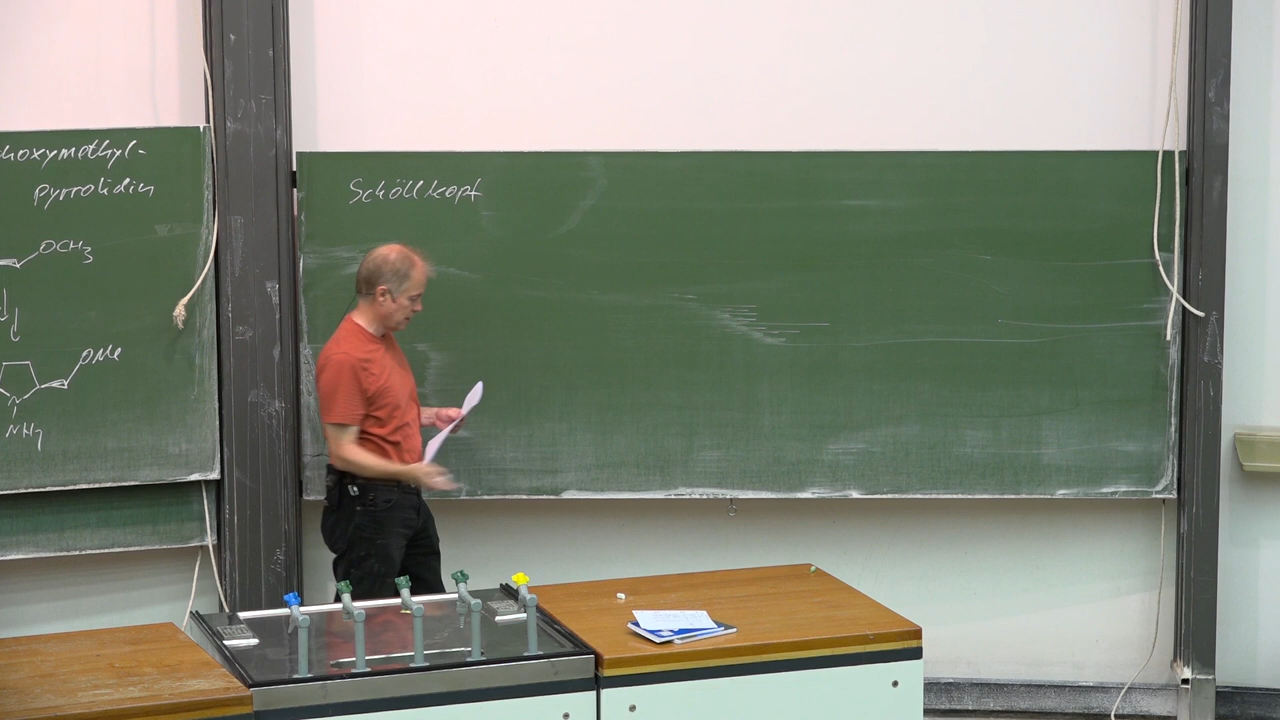 hoxymethyl-
Pyrrolidin
OCH3
OMe
N
NH2
Schöllkopf